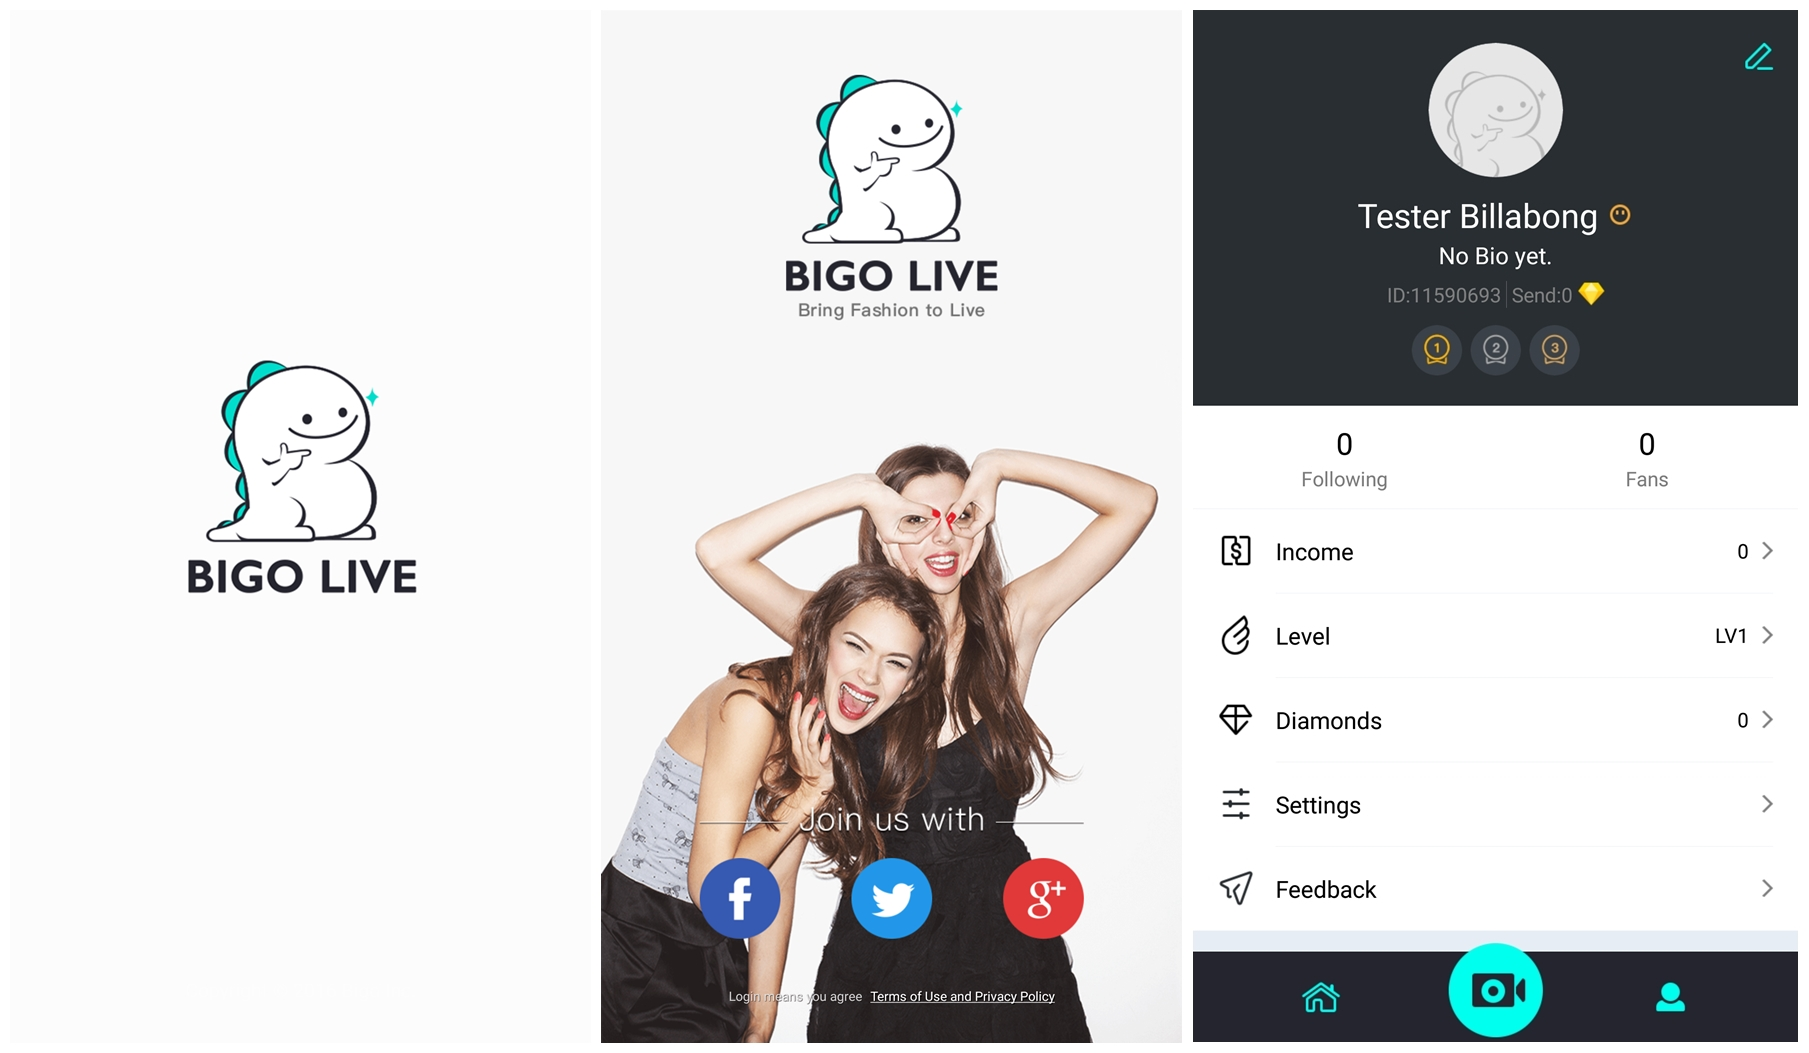 BIGO LIVE
BIGO LIVE
Bring Fashion to Live
Join us with
f
g+
Login means you agree Terms of Use and Privacy Policy
Tester Billabong
No Bio yet.
ID:11590693 Send:0
1 2 3
0 0
Following Fans
Income 0
Level LV1
Diamonds 0
Settings
Feedback